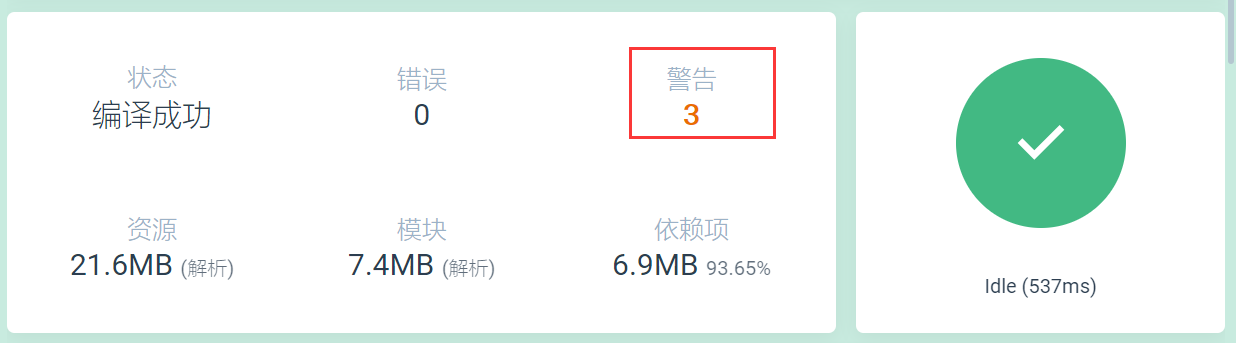 状态
编译成功
错误
0
警告
3
资源
21.6MB (解析)
模块
7.4MB (解析)
依赖项
6.9MB 93.65%
Idle (537ms)